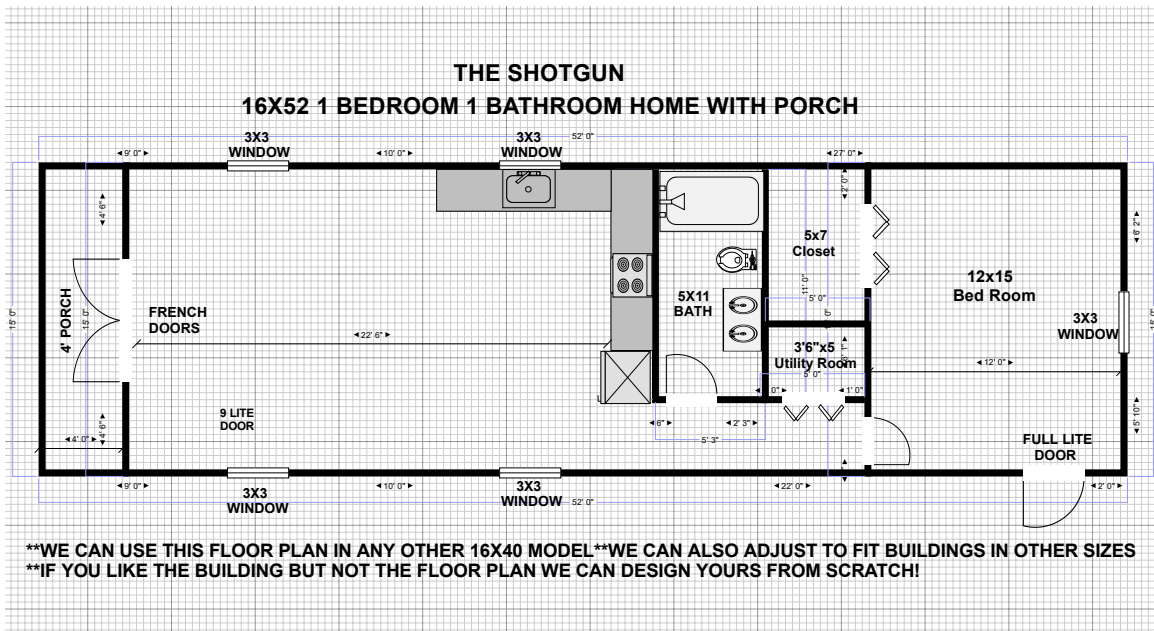 THE SHOTGUN
16X52 1 BEDROOM 1 BATHROOM HOME WITH PORCH
52' 0"
3X3
WINDOW
3X3
WINDOW
9' 0"
10' 0"
27' 0"
4' 6"
2' 0"
6' 2"
5x7
Closet
11' 0"
5' 0"
12x15
Bed Room
5X11
BATH
FRENCH
DOORS
4' PORCH
15' 0"
15' 0"
3X3
WINDOW
22' 6"
3'6"x5
Utility Room
5' 0"
12' 0"
1' 0"
9 LITE
DOOR
4' 6"
4' 0"
6"
2' 3"
5' 3"
5' 10"
FULL LITE
DOOR
9' 0"
3X3
WINDOW
10' 0"
3X3
WINDOW
52' 0"
22' 0"
2' 0"
**WE CAN USE THIS FLOOR PLAN IN ANY OTHER 16X40 MODEL**WE CAN ALSO ADJUST TO FIT BUILDINGS IN OTHER SIZES
**IF YOU LIKE THE BUILDING BUT NOT THE FLOOR PLAN WE CAN DESIGN YOURS FROM SCRATCH!